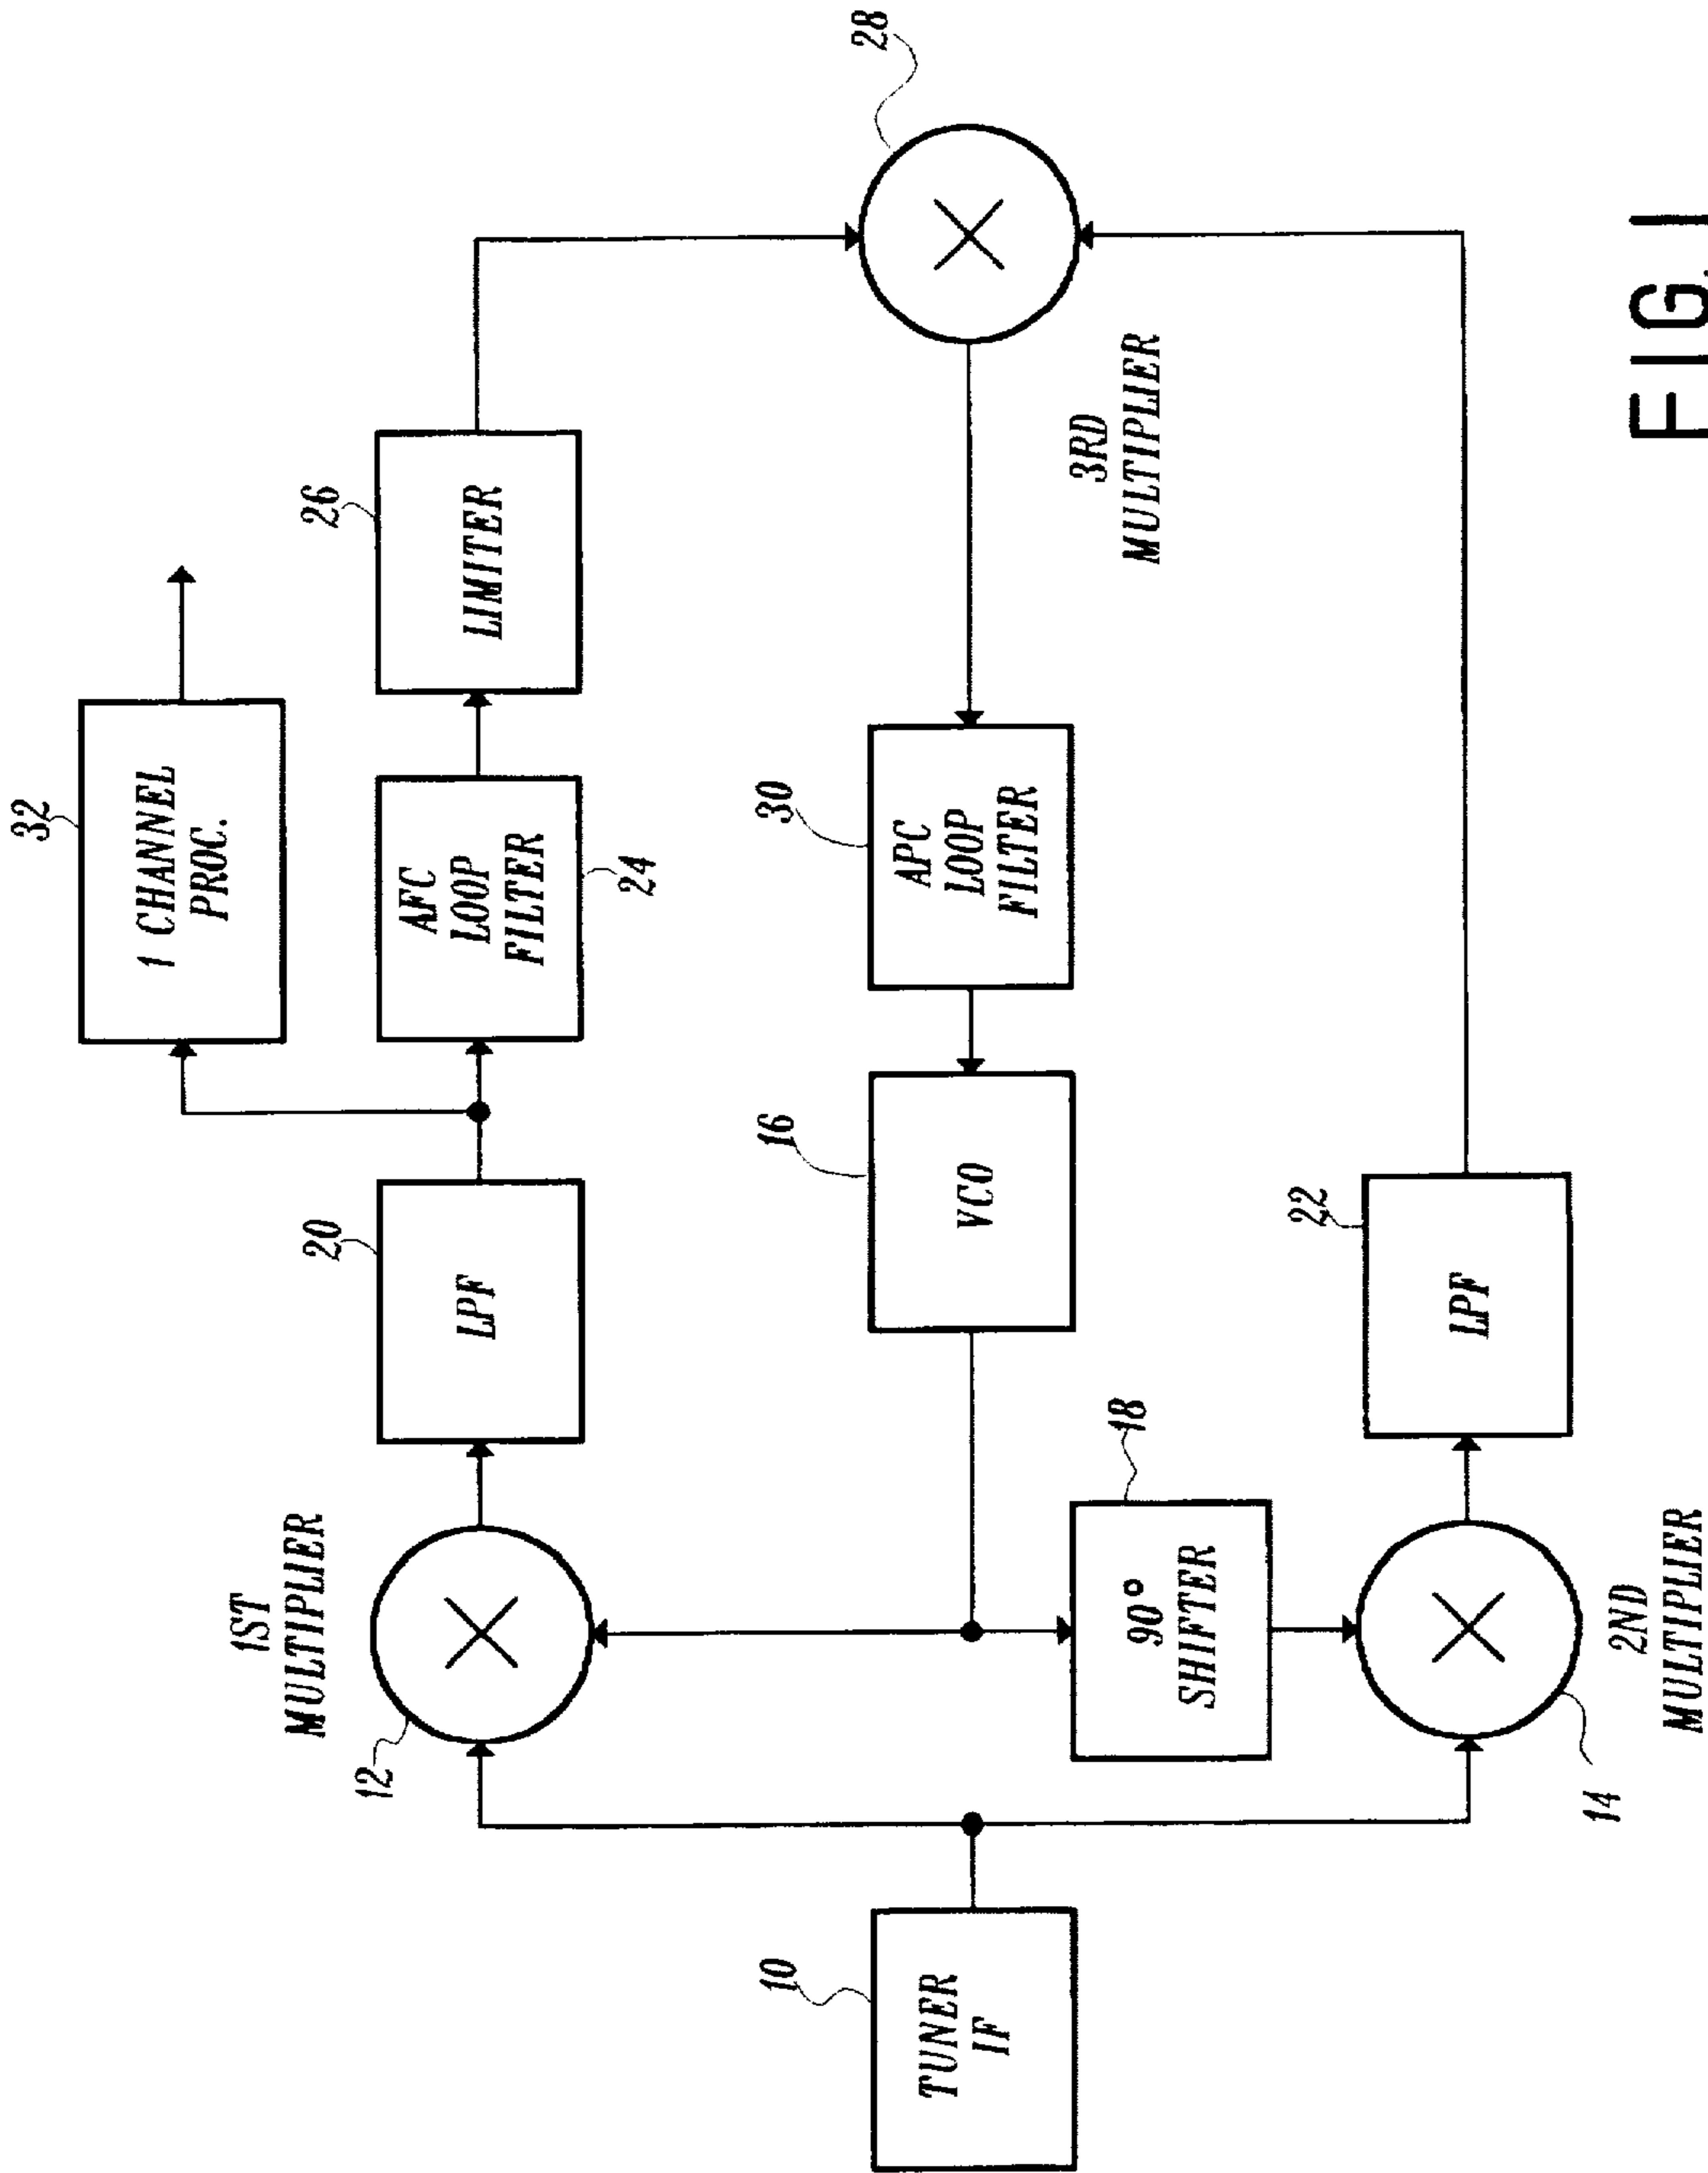 32
1 CHANNEL
PROC.
1ST
MULTIPLIER
12
20
LPF
AFC
LOOP
FILTER
24
26
LIMITER
28
10
TUNER
IF
16
VCO
30
APC
LOOP
FILTER
3RD
MULTIPLIER
18
90°
SHIFTER
22
LPF
14
2ND
MULTIPLIER
FIG. 1